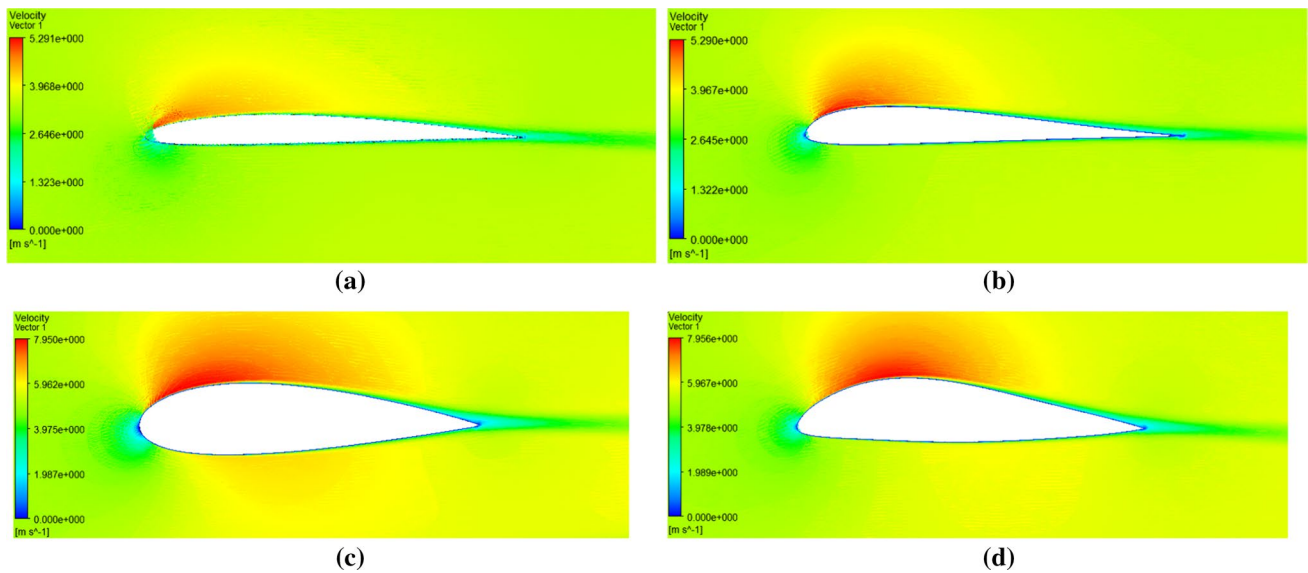 Velocity
Vector 1
5.291e+000
3.968e+000
2.646e+000
1.323e+000
0.000e+000
[m s^-1]
(a)
Velocity
Vector 1
5.290e+000
3.967e+000
2.645e+000
1.322e+000
0.000e+000
[m s^-1]
(b)
Velocity
Vector 1
7.950e+000
5.962e+000
3.975e+000
1.987e+000
0.000e+000
[m s^-1]
(c)
Velocity
Vector 1
7.956e+000
5.967e+000
3.978e+000
1.989e+000
0.000e+000
[m s^-1]
(d)